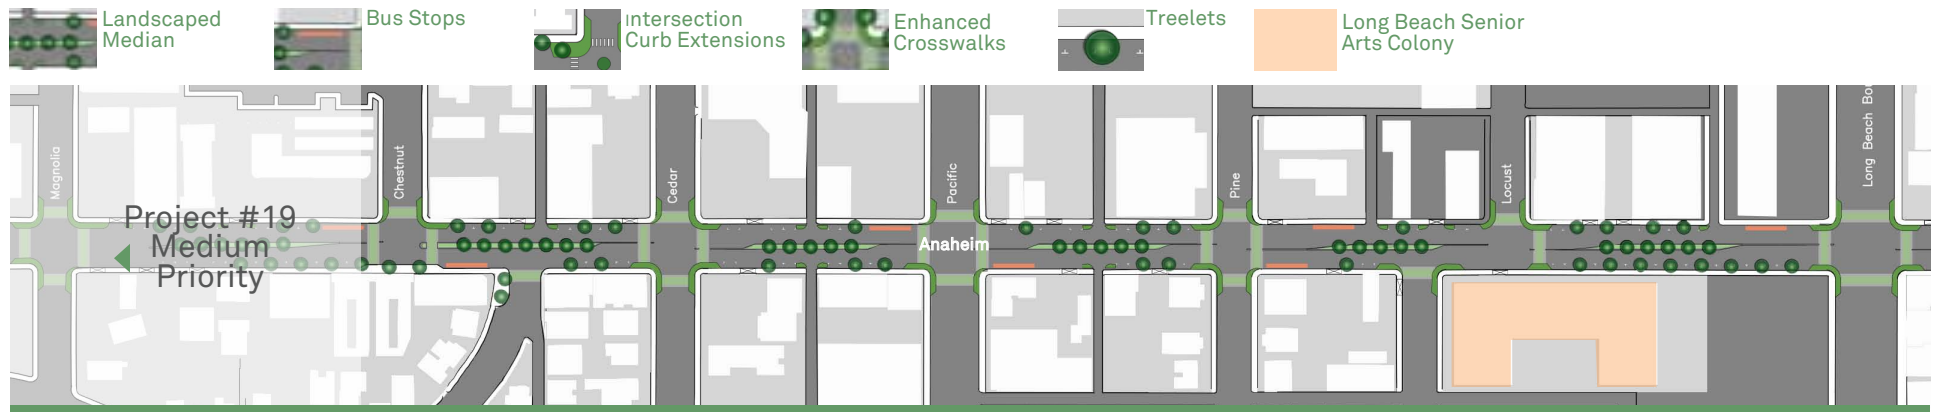 Landscaped
Median
Bus Stops
Intersection
Curb Extensions
Enhanced
Crosswalks
Treelets
Long Beach Senior
Arts Colony
Magnolia
Chestnut
Cedar
Pacific
Pine
Locust
Long Beach Bou
Project #19
Medium
Priority
Anaheim